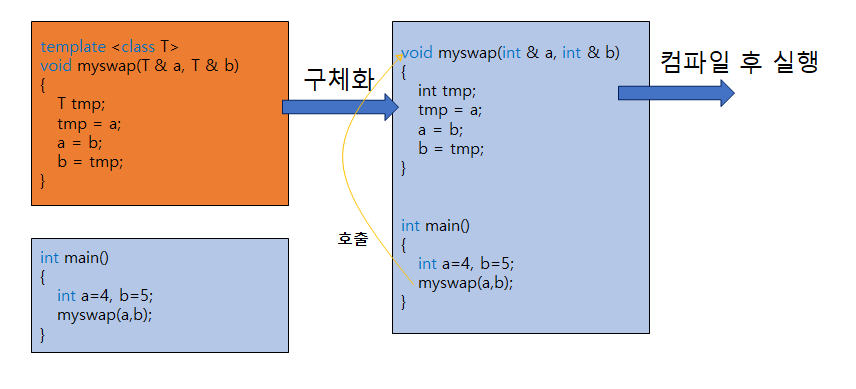 template <class T>
void myswap(T & a, T & b)
{
T tmp;
tmp = a;
a = b;
b = tmp;
}
int main()
{
int a=4, b=5;
myswap(a,b);
}
구체화
void myswap(int & a, int & b)
{
int tmp;
tmp = a;
a = b;
b = tmp;
}
int main()
{
int a=4, b=5;
myswap(a,b);
}
호출
컴파일 후 실행